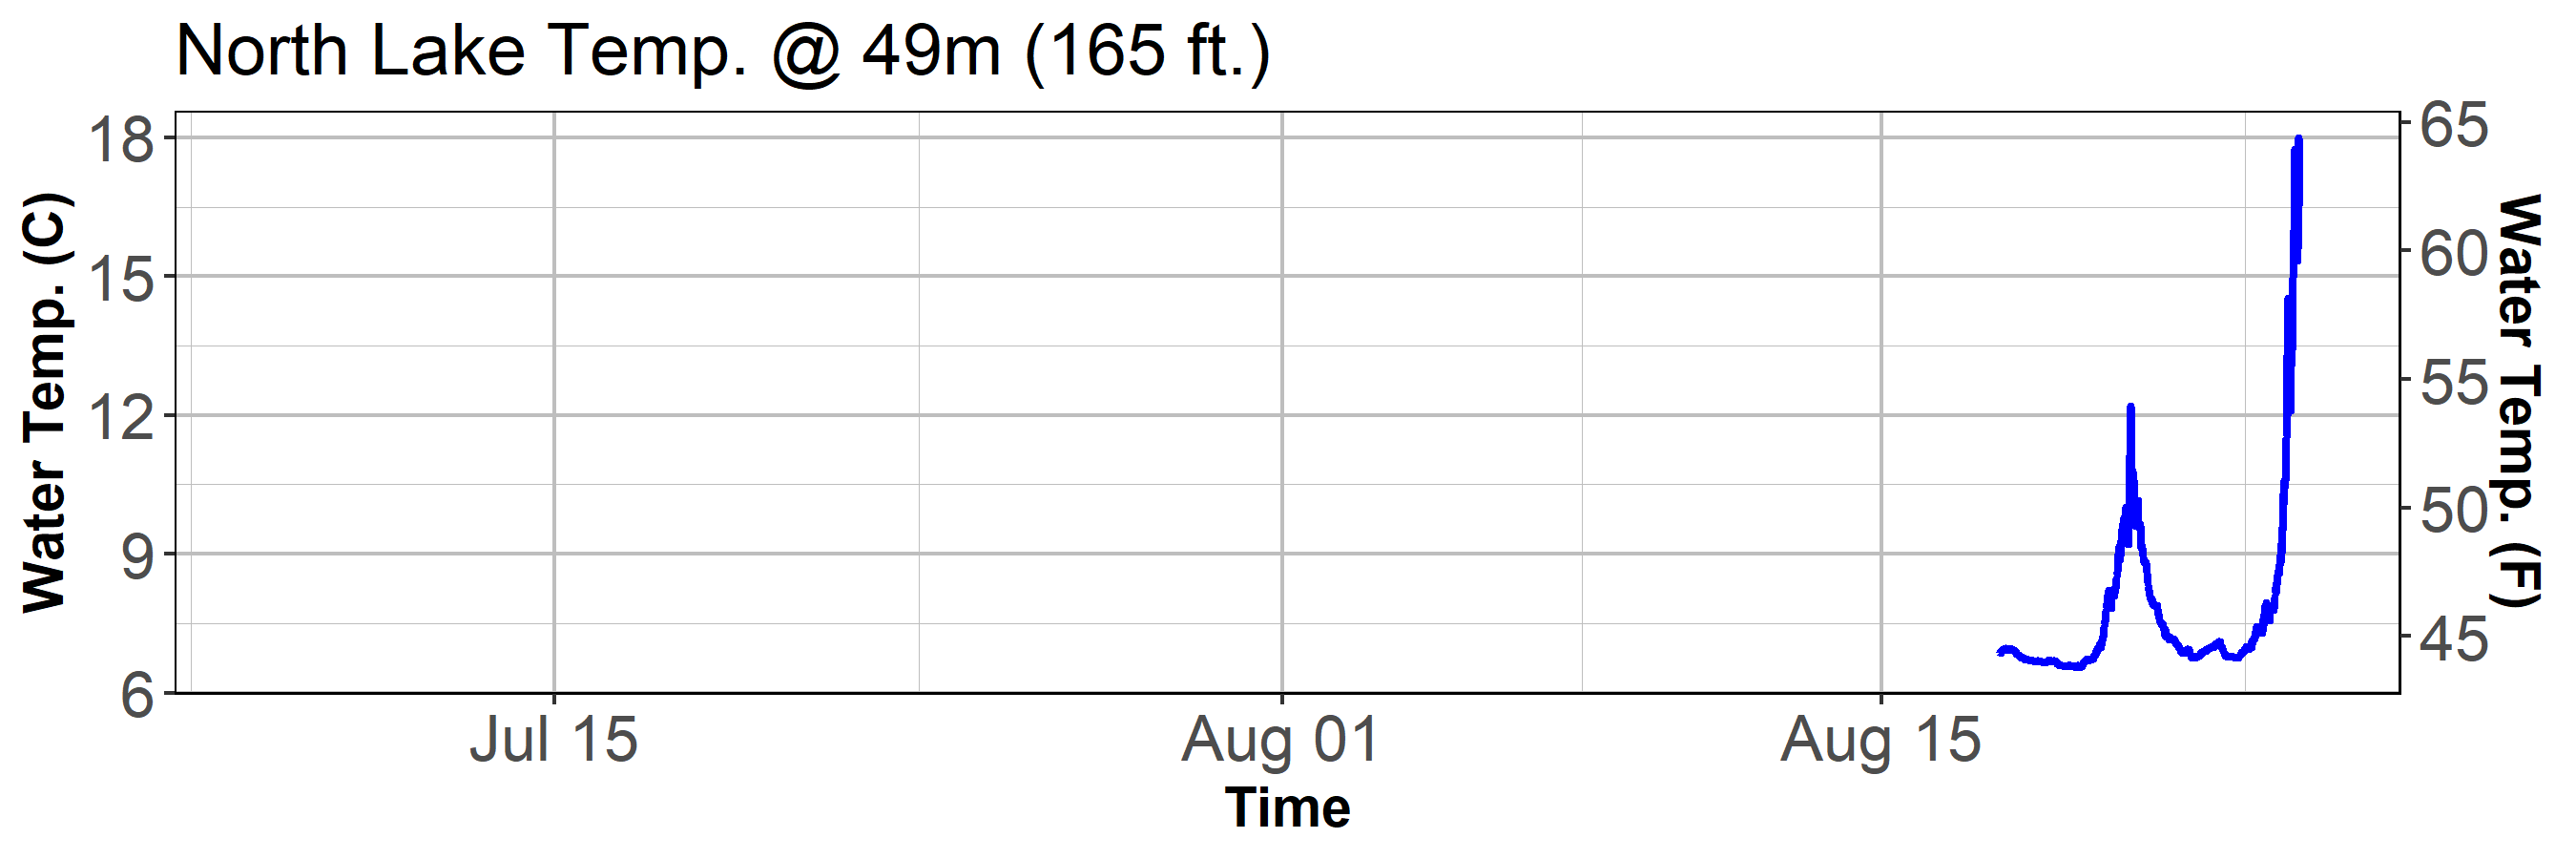 North Lake Temp. @ 49m (165 ft.)
18
15
12
9
6
Water Temp. (C)
65
60
55
50
45
Water Temp. (F)
Jul 15
Aug 01
Aug 15
Time